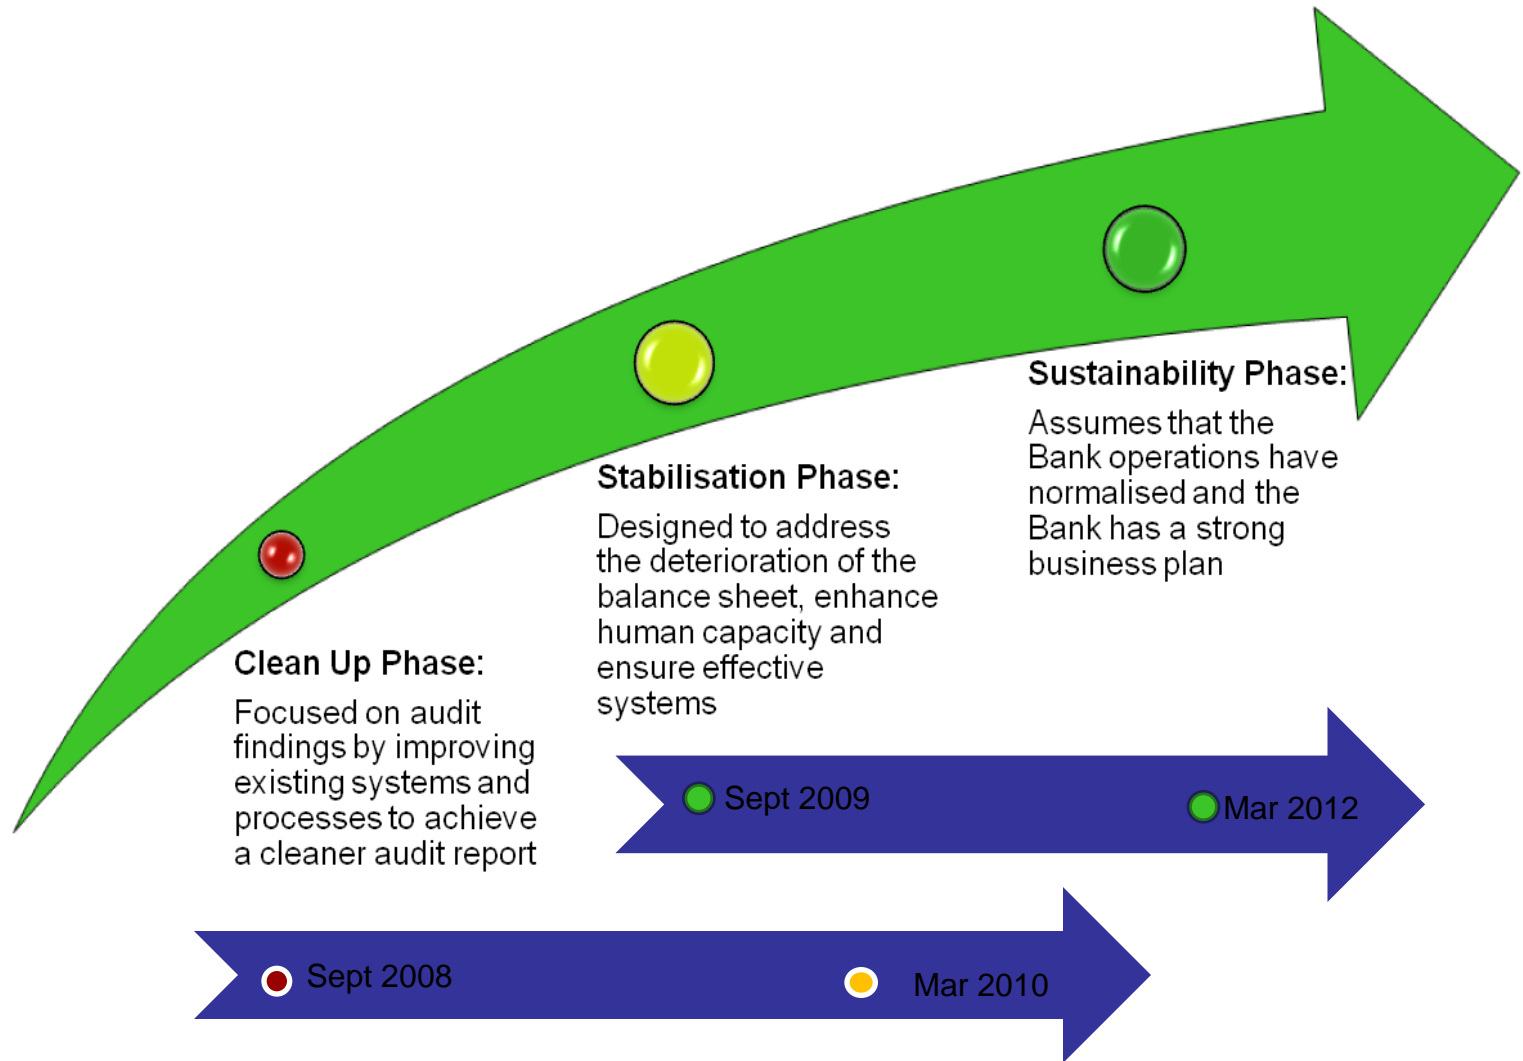 Sustainability Phase:
Assumes that the
Bank operations have
normalised and the
Bank has a strong
business plan
Stabilisation Phase:
Designed to address
the deterioration of the
balance sheet, enhance
human capacity and
ensure effective
systems
Clean Up Phase:
Focused on audit
findings by improving
existing systems and
processes to achieve
a cleaner audit report
Sept 2009
Mar 2012
Sept 2008
Mar 2010